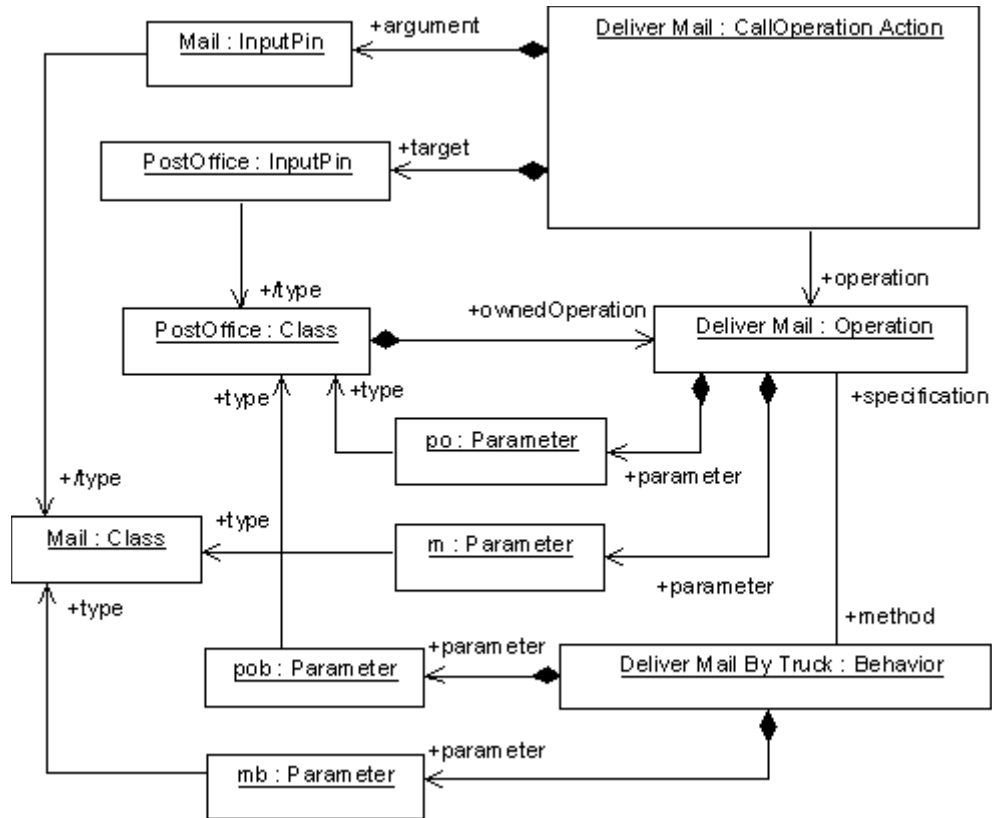 Mail : InputPin
+argument
Deliver Mail : CallOperation Action
PostOffice : InputPin
+target
+operation
+/type
PostOffice : Class
+ownedOperation
Deliver Mail : Operation
+type
+type
+specification
po : Parameter
+parameter
+/type
Mail : Class
+type
m : Parameter
+parameter
+type
+method
pob : Parameter
+parameter
Deliver Mail By Truck : Behavior
mb : Parameter
+parameter